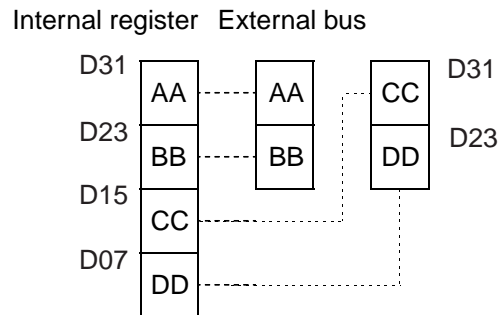 Internal register External bus
D31 D31
AA AA CC
D23 D23
BB BB DD
D15
CC
D07
DD